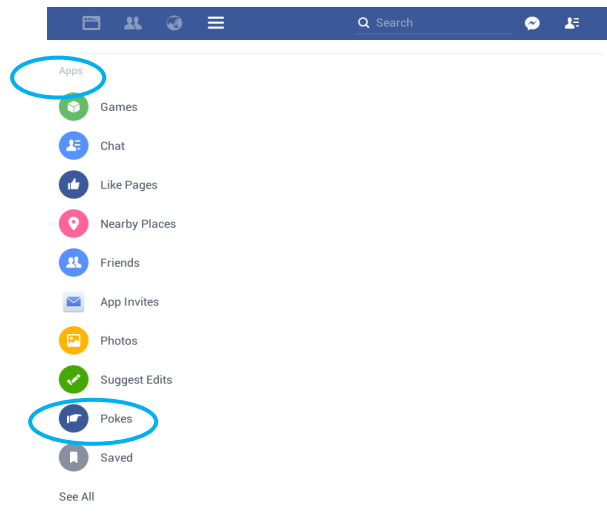 Search
Apps
Games
Chat
Like Pages
Nearby Places
Friends
App Invites
Photos
Suggest Edits
Pokes
Saved
See All